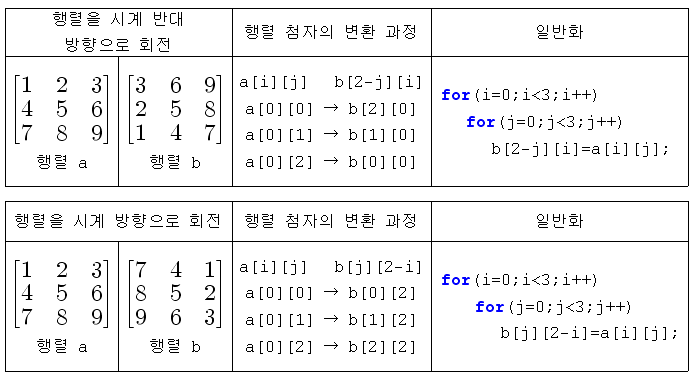 행렬을 시계 반대
방향으로 회전
행렬 첨자의 변환 과정
일반화
[1 2 3]
[4 5 6]
[7 8 9]
행렬 a
[3 6 9]
[2 5 8]
[1 4 7]
행렬 b
a[i][j] b[2-j][i]
a[0][0] → b[2][0]
a[0][1] → b[1][0]
a[0][2] → b[0][0]
for(i=0;i<3;i++)
for(j=0;j<3;j++)
b[2-j][i]=a[i][j];
행렬을 시계 방향으로 회전
행렬 첨자의 변환 과정
일반화
[1 2 3]
[4 5 6]
[7 8 9]
행렬 a
[7 4 1]
[8 5 2]
[9 6 3]
행렬 b
a[i][j] b[j][2-i]
a[0][0] → b[0][2]
a[0][1] → b[1][2]
a[0][2] → b[2][2]
for(i=0;i<3;i++)
for(j=0;j<3;j++)
b[j][2-i]=a[i][j];